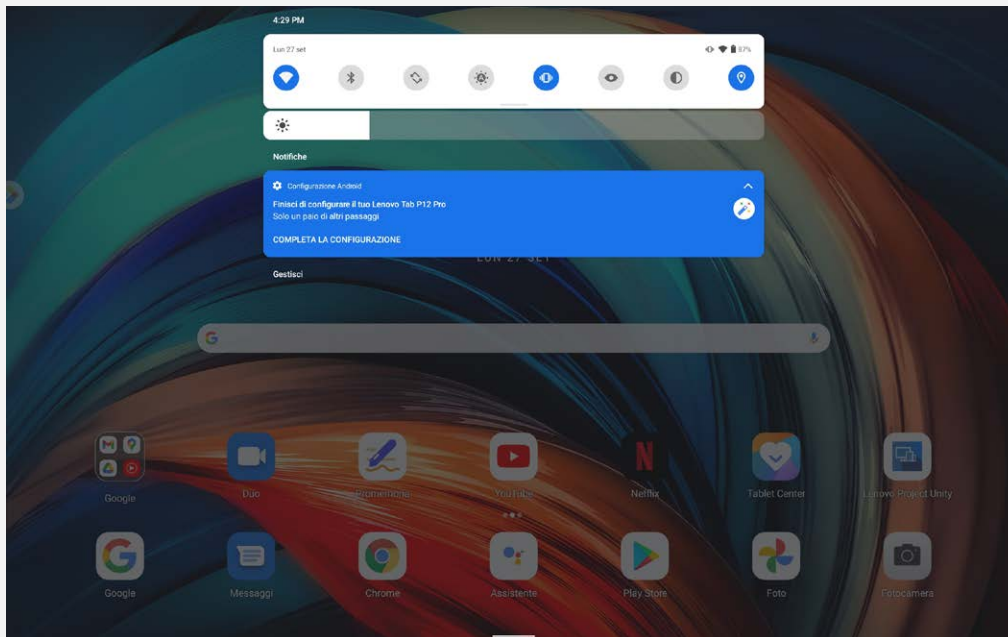 4:29 PM
Lun 27 set
87%
Notifiche
Configurazione Android
Finisci di configurare il tuo Lenovo Tab P12 Pro
Solo un paio di altri passaggi
COMPLETA LA CONFIGURAZIONE
LUN 27 SET
Gestisci
Google
Duo
Promemoria
YouTube
Netflix
Tablet Center
Lenovo Project Unity
Google
Messaggi
Chrome
Assistente
Play Store
Foto
Fotocamera